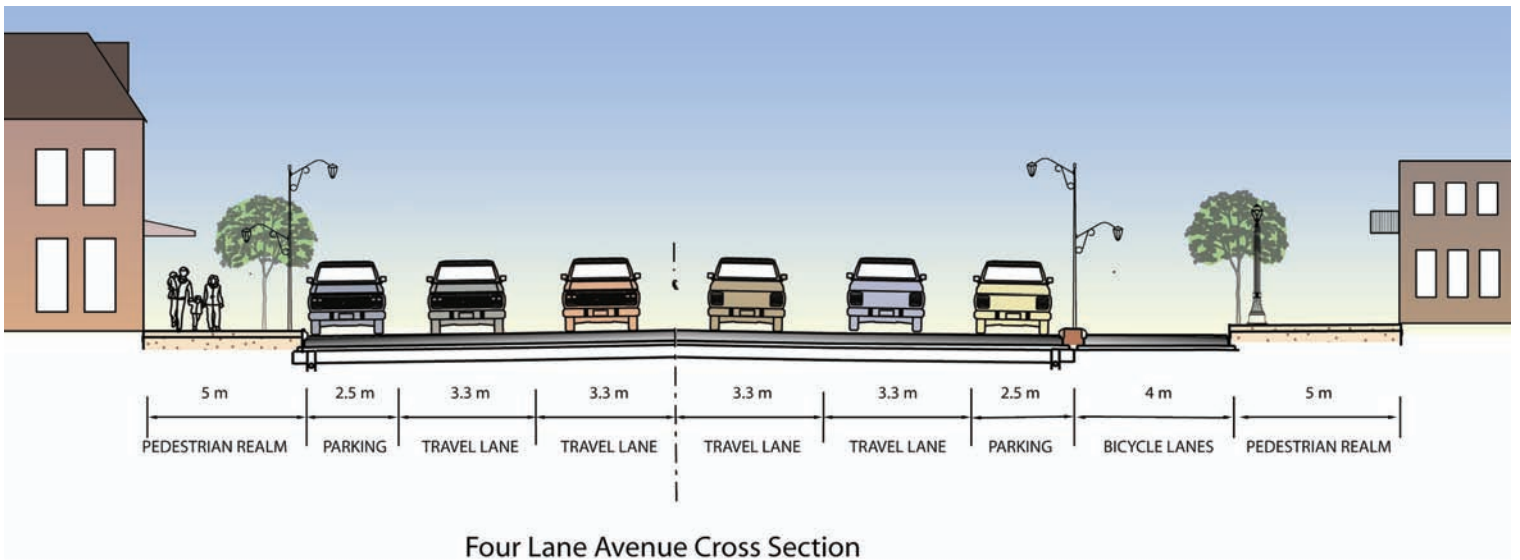 5 m 2.5 m 3.3 m 3.3 m 3.3 m 3.3 m 2.5 m 4 m 5 m
PEDESTRIAN REALM PARKING TRAVEL LANE TRAVEL LANE TRAVEL LANE TRAVEL LANE PARKING BICYCLE LANES PEDESTRIAN REALM
Four Lane Avenue Cross Section